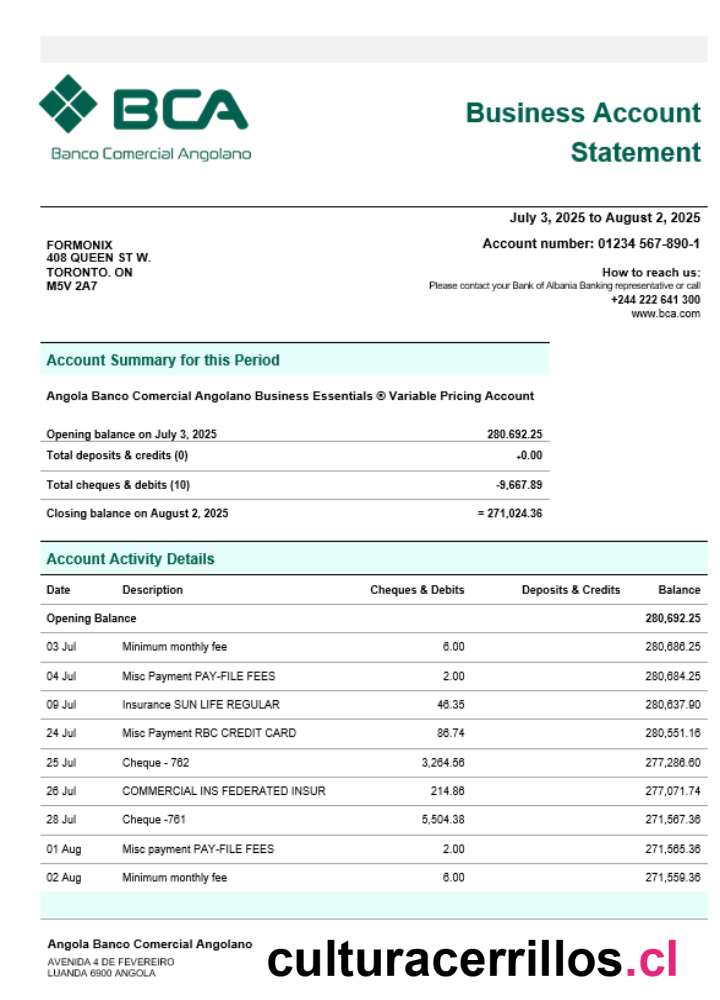 BCA
Banco Comercial Angolano
Business Account
Statement
July 3, 2025 to August 2, 2025
Account number: 01234 567-890-1
FORMONIX
408 QUEEN ST W.
TORONTO. ON
M5V 2A7
How to reach us:
Please contact your Bank of Albania Banking representative or call
+244 222 641 300
www.bca.com
Account Summary for this Period
Angola Banco Comercial Angolano Business Essentials ® Variable Pricing Account
Opening balance on July 3, 2025 280.692.25
Total deposits & credits (0) +0.00
Total cheques & debits (10) -9,667.89
Closing balance on August 2, 2025 = 271,024.36
Account Activity Details
Date Description Cheques & Debits Deposits & Credits Balance
Opening Balance 280,692.25
03 Jul Minimum monthly fee 6.00 280,686.25
04 Jul Misc Payment PAY-FILE FEES 2.00 280,684.25
09 Jul Insurance SUN LIFE REGULAR 46.35 280,637.90
24 Jul Misc Payment RBC CREDIT CARD 86.74 280,551.16
25 Jul Cheque - 762 3,264.56 277,286.60
26 Jul COMMERCIAL INS FEDERATED INSUR 214.86 277,071.74
28 Jul Cheque -761 5,504.38 271,567.36
01 Aug Misc payment PAY-FILE FEES 2.00 271,565.36
02 Aug Minimum monthly fee 6.00 271,559.36
Angola Banco Comercial Angolano
AVENIDA 4 DE FEVEREIRO
LUANDA 6900 ANGOLA
culturacerrillos.cl